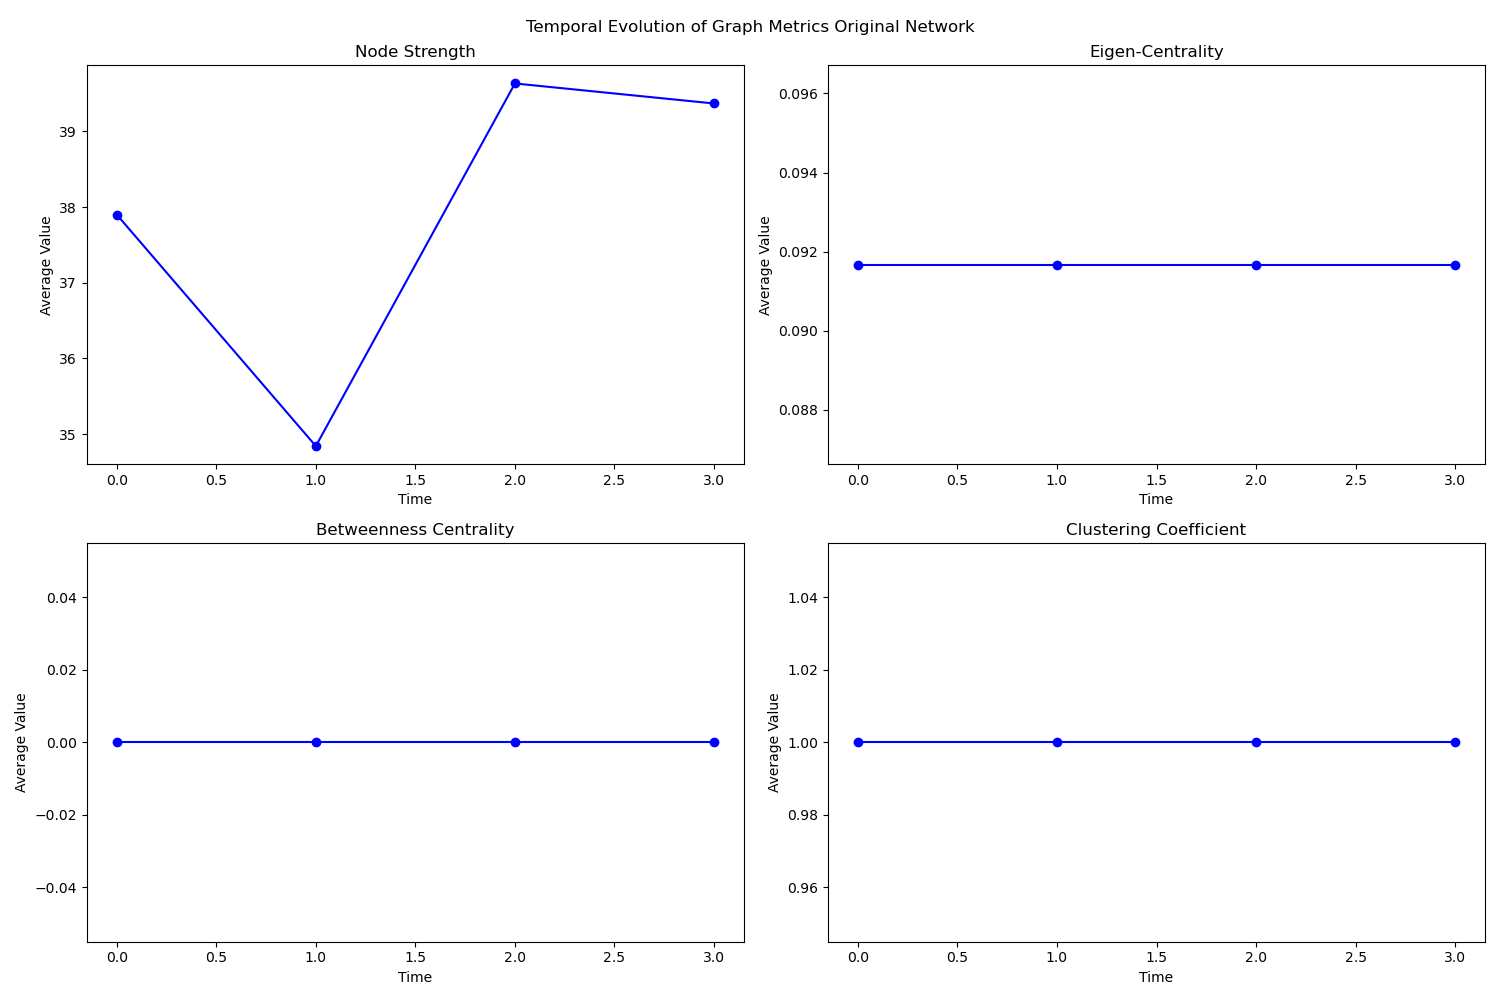 Temporal Evolution of Graph Metrics Original Network
Node Strength
Average Value
39
38
37
36
35
0.0 0.5 1.0 1.5 2.0 2.5 3.0
Time
Eigen-Centrality
Average Value
0.096
0.094
0.092
0.090
0.088
0.0 0.5 1.0 1.5 2.0 2.5 3.0
Time
Betweenness Centrality
Average Value
0.04
0.02
0.00
−0.02
−0.04
0.0 0.5 1.0 1.5 2.0 2.5 3.0
Time
Clustering Coefficient
Average Value
1.04
1.02
1.00
0.98
0.96
0.0 0.5 1.0 1.5 2.0 2.5 3.0
Time